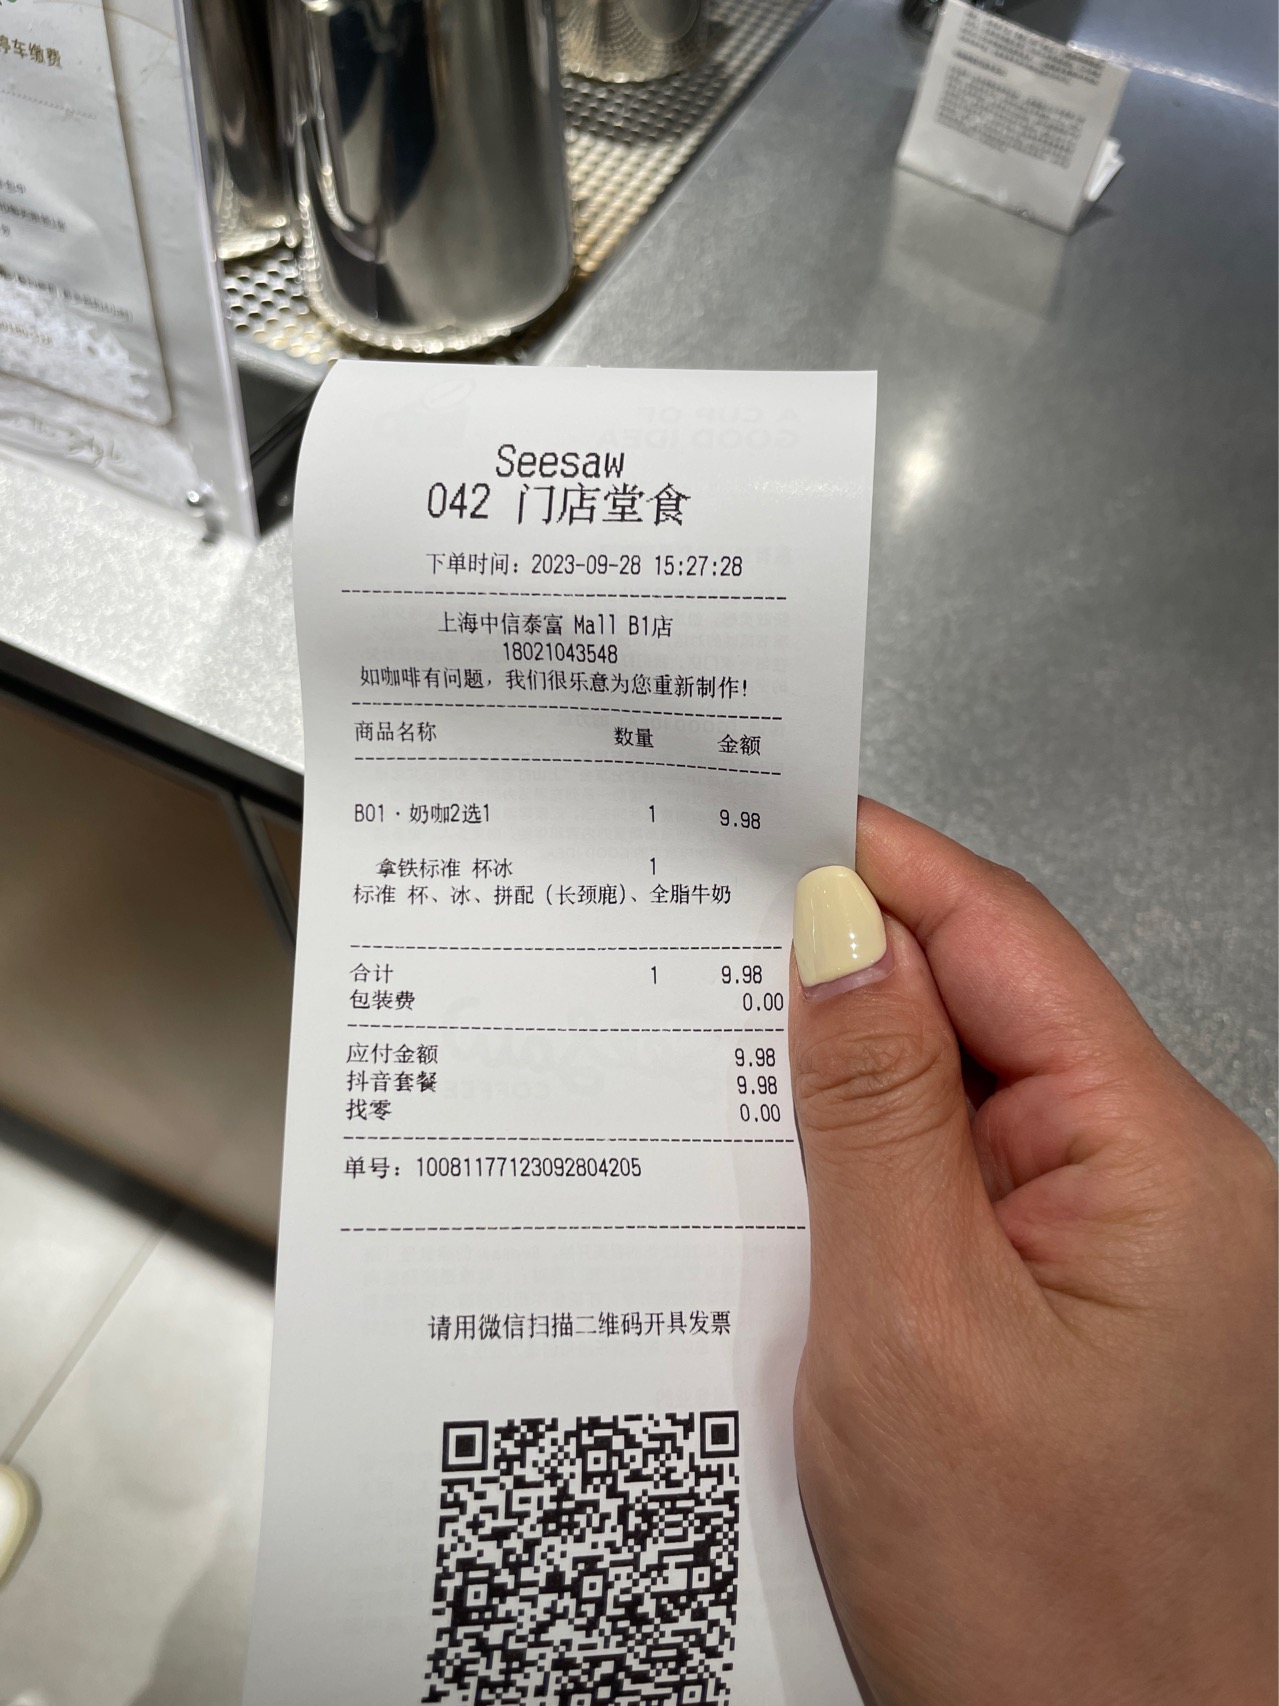 停车缴费
Seesaw
042 门店堂食
下单时间：2023-09-28 15:27:28
上海中信泰富 Mall B1店
18021043548
如咖啡有问题，我们很乐意为您重新制作！
商品名称 数量 金额
B01·奶咖2选1 1 9.98
拿铁标准 杯冰 1
标准 杯、冰、拼配（长颈鹿）、全脂牛奶
合计 1 9.98
包装费 0.00
应付金额 9.98
抖音套餐 9.98
找零 0.00
单号：10081177123092804205
请用微信扫描二维码开具发票